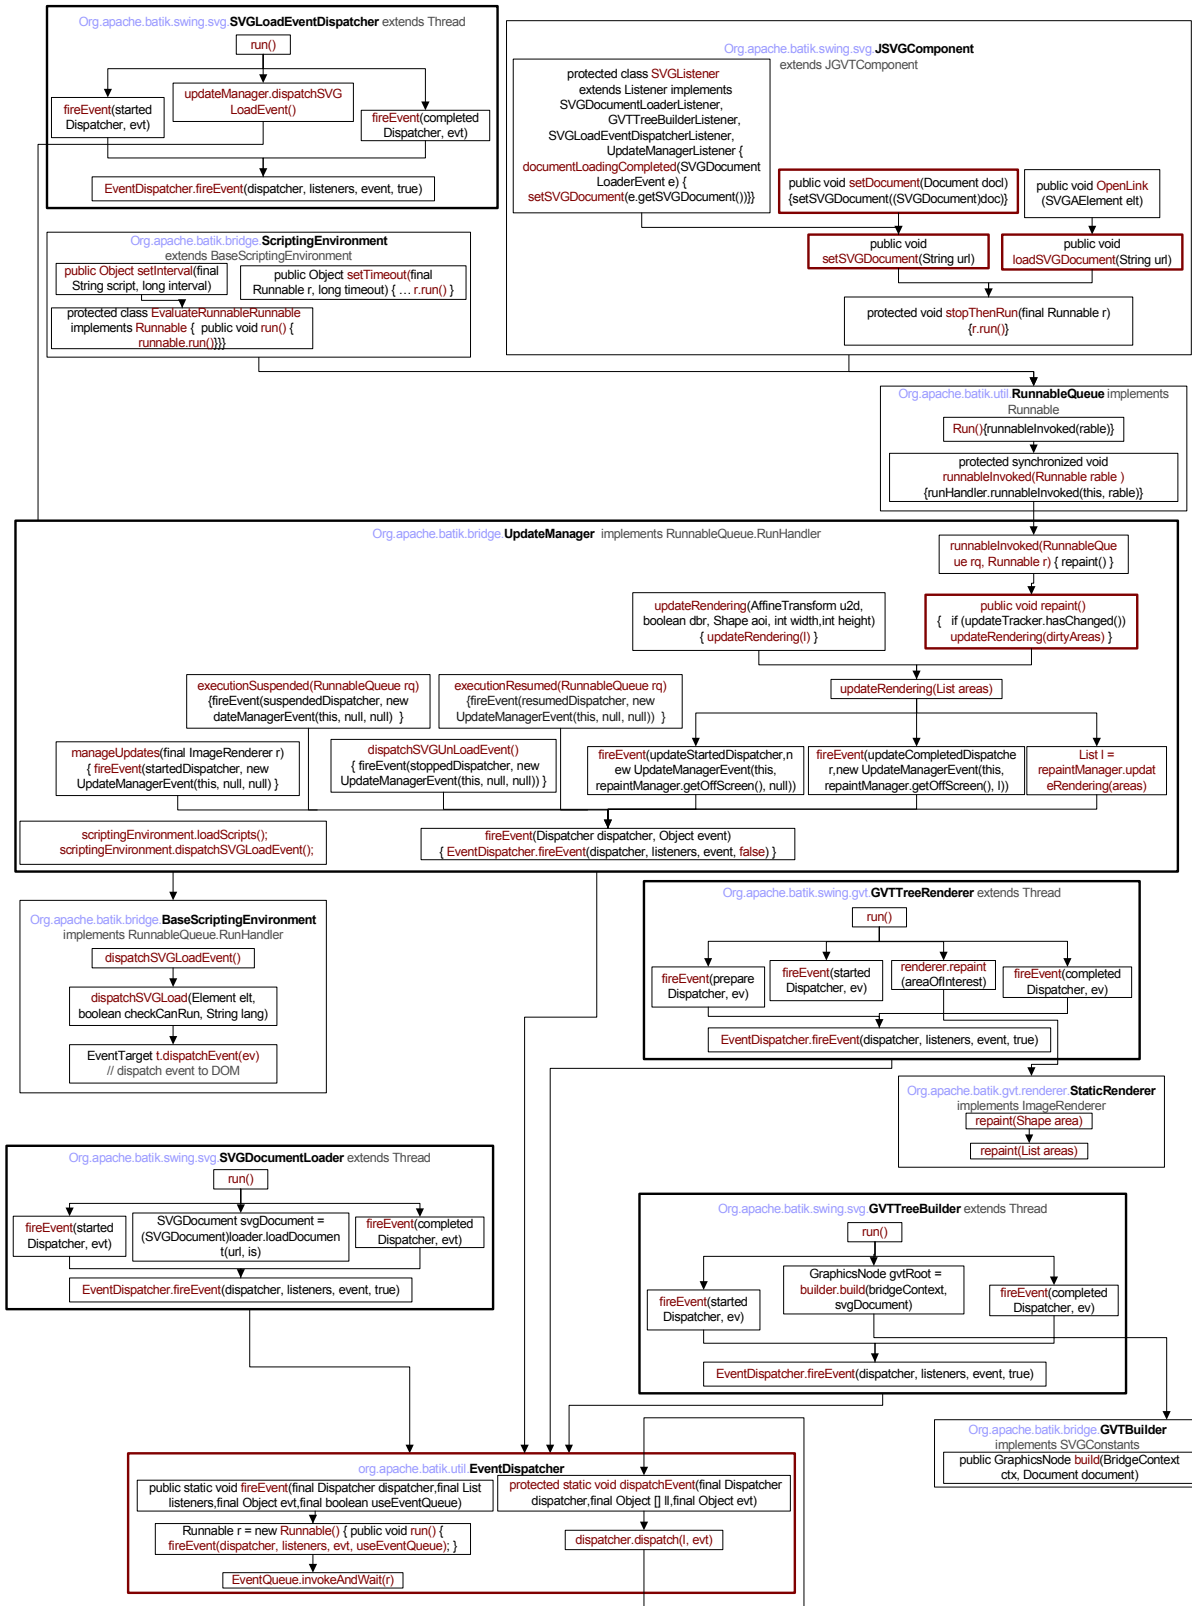 Org.apache.batik.swing.svg.SVGLoadEventDispatcher extends Thread
run()
fireEvent(started
Dispatcher, evt)
updateManager.dispatchSVG
LoadEvent()
fireEvent(completed
Dispatcher, evt)
EventDispatcher.fireEvent(dispatcher, listeners, event, true)
Org.apache.batik.swing.svg.JSVGComponent
extends JGVTComponent
protected class SVGListener
extends Listener implements
SVGDocumentLoaderListener,
GVTTreeBuilderListener,
SVGLoadEventDispatcherListener,
UpdateManagerListener {
documentLoadingCompleted(SVGDocument
LoaderEvent e) {
setSVGDocument(e.getSVGDocument())}}
public void setDocument(Document docl)
{setSVGDocument((SVGDocument)doc)}
public void OpenLink
(SVGAElement elt)
public void
setSVGDocument(String url)
public void
loadSVGDocument(String url)
protected void stopThenRun(final Runnable r)
{r.run()}
Org.apache.batik.bridge.ScriptingEnvironment
extends BaseScriptingEnvironment
public Object setInterval(final
String script, long interval)
public Object setTimeout(final
Runnable r, long timeout) { … r.run() }
protected class EvaluateRunnableRunnable
implements Runnable { public void run() {
runnable.run()}}}
Org.apache.batik.util.RunnableQueue implements
Runnable
Run(){runnableInvoked(rable)}
protected synchronized void
runnableInvoked(Runnable rable )
{runHandler.runnableInvoked(this, rable)}
Org.apache.batik.bridge.UpdateManager implements RunnableQueue.RunHandler
runnableInvoked(RunnableQue
ue rq, Runnable r) { repaint() }
updateRendering(AffineTransform u2d,
boolean dbr, Shape aoi, int width,int height)
{ updateRendering(l) }
public void repaint()
{ if (updateTracker.hasChanged())
updateRendering(dirtyAreas) }
updateRendering(List areas)
executionSuspended(RunnableQueue rq)
{fireEvent(suspendedDispatcher, new
dateManagerEvent(this, null, null) }
executionResumed(RunnableQueue rq)
{fireEvent(resumedDispatcher, new
UpdateManagerEvent(this, null, null)) }
manageUpdates(final ImageRenderer r)
{ fireEvent(startedDispatcher, new
UpdateManagerEvent(this, null, null) }
dispatchSVGUnLoadEvent()
{ fireEvent(stoppedDispatcher, new
UpdateManagerEvent(this, null, null)) }
fireEvent(updateStartedDispatcher,n
ew UpdateManagerEvent(this,
repaintManager.getOffScreen(), null))
fireEvent(updateCompletedDispatche
r,new UpdateManagerEvent(this,
repaintManager.getOffScreen(), l))
List l =
repaintManager.updat
eRendering(areas)
scriptingEnvironment.loadScripts();
scriptingEnvironment.dispatchSVGLoadEvent();
fireEvent(Dispatcher dispatcher, Object event)
{ EventDispatcher.fireEvent(dispatcher, listeners, event, false) }
Org.apache.batik.bridge.BaseScriptingEnvironment
implements RunnableQueue.RunHandler
dispatchSVGLoadEvent()
dispatchSVGLoad(Element elt,
boolean checkCanRun, String lang)
EventTarget t.dispatchEvent(ev)
// dispatch event to DOM
Org.apache.batik.swing.gvt.GVTTreeRenderer extends Thread
run()
fireEvent(prepare
Dispatcher, ev)
fireEvent(started
Dispatcher, ev)
renderer.repaint
(areaOfInterest)
fireEvent(completed
Dispatcher, ev)
EventDispatcher.fireEvent(dispatcher, listeners, event, true)
Org.apache.batik.gvt.renderer.StaticRenderer
implements ImageRenderer
repaint(Shape area)
repaint(List areas)
Org.apache.batik.swing.svg.SVGDocumentLoader extends Thread
run()
fireEvent(started
Dispatcher, evt)
SVGDocument svgDocument =
(SVGDocument)loader.loadDocumen
t(url, is)
fireEvent(completed
Dispatcher, evt)
EventDispatcher.fireEvent(dispatcher, listeners, event, true)
Org.apache.batik.swing.svg.GVTTreeBuilder extends Thread
run()
fireEvent(started
Dispatcher, ev)
GraphicsNode gvtRoot =
builder.build(bridgeContext,
svgDocument)
fireEvent(completed
Dispatcher, ev)
EventDispatcher.fireEvent(dispatcher, listeners, event, true)
Org.apache.batik.bridge.GVTBuilder
implements SVGConstants
public GraphicsNode build(BridgeContext
ctx, Document document)
org.apache.batik.util.EventDispatcher
public static void fireEvent(final Dispatcher dispatcher,final List
listeners,final Object evt,final boolean useEventQueue)
protected static void dispatchEvent(final Dispatcher
dispatcher,final Object [] ll,final Object evt)
Runnable r = new Runnable() { public void run() {
fireEvent(dispatcher, listeners, evt, useEventQueue); }
dispatcher.dispatch(l, evt)
EventQueue.invokeAndWait(r)